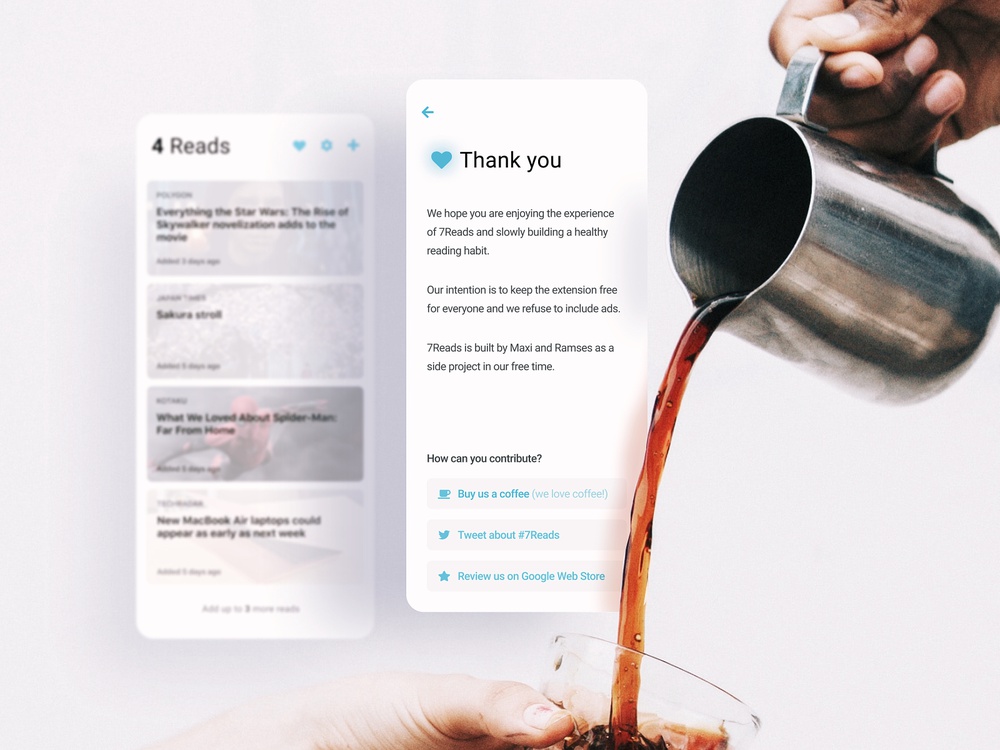 4 Reads
POLYGON
Everything the Star Wars: The Rise of
Skywalker novelization adds to the
movie
Added 3 days ago
JAPAN TIMES
Sakura stroll
Added 5 days ago
KOTAKU
What We Loved About Spider-Man:
Far From Home
Added 5 days ago
TECHRADAR
New MacBook Air laptops could
appear as early as next week
Added 5 days ago
Add up to 3 more reads
Thank you
We hope you are enjoying the experience
of 7Reads and slowly building a healthy
reading habit.
Our intention is to keep the extension free
for everyone and we refuse to include ads.
7Reads is built by Maxi and Ramses as a
side project in our free time.
How can you contribute?
Buy us a coffee (we love coffee!)
Tweet about #7Reads
Review us on Google Web Store